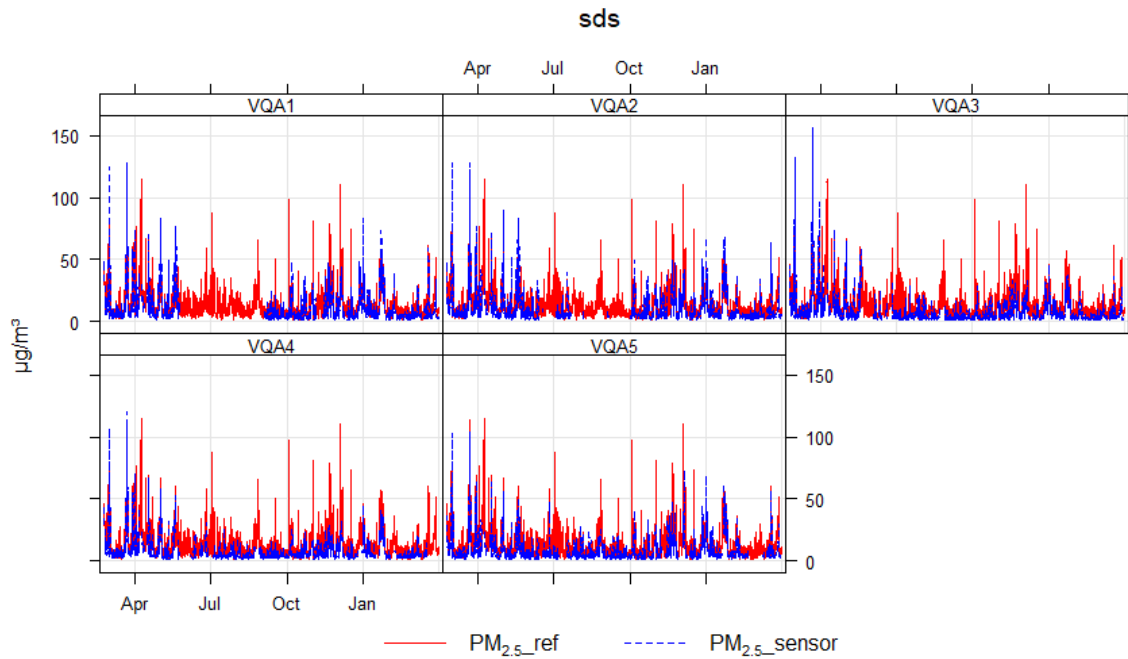 sds
Apr Jul Oct Jan
VQA1 VQA2 VQA3
150
100
50
0
µg/m³
VQA4 VQA5
150
100
50
0
Apr Jul Oct Jan
PM₂.₅_ref PM₂.₅_sensor